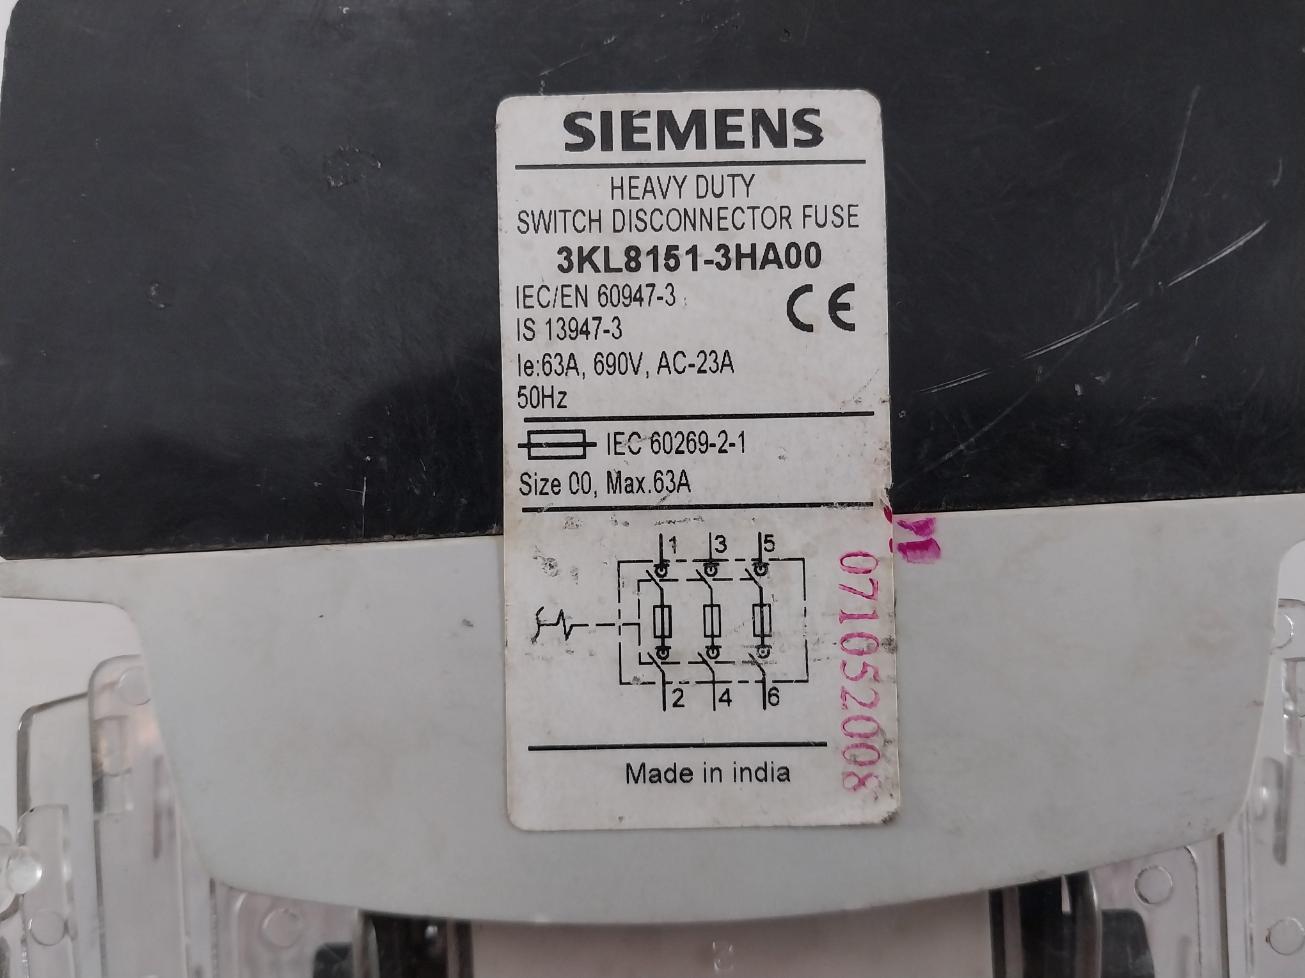 SIEMENS
HEAVY DUTY
SWITCH DISCONNECTOR FUSE
3KL8151-3HA00
IEC/EN 60947-3
IS 13947-3
CE
Ie:63A, 690V, AC-23A
50Hz
IEC 60269-2-1
Size 00, Max.63A
1 3 5
2 4 6
Made in india
071052008